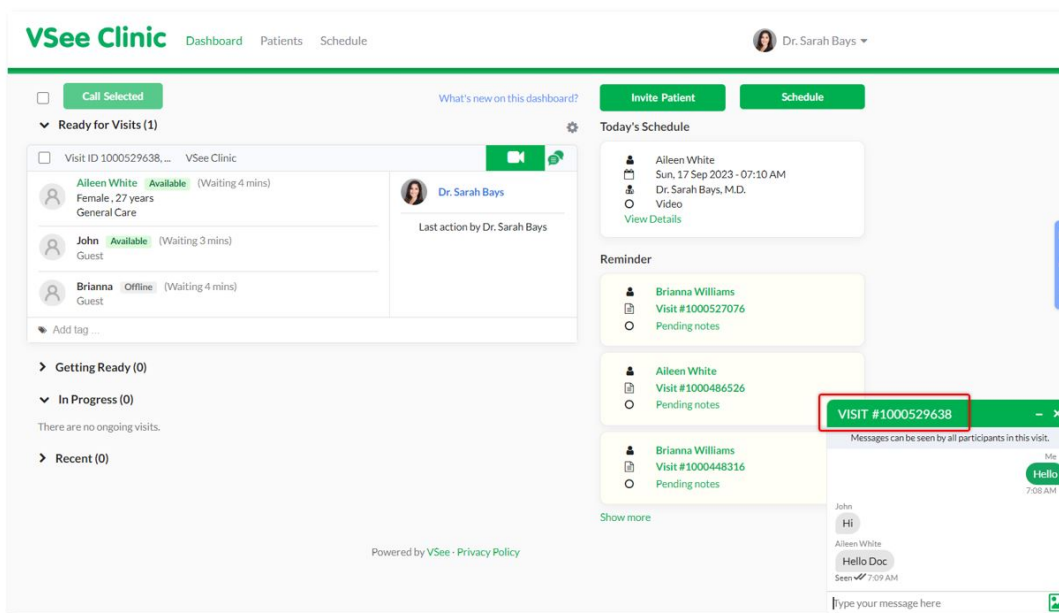 VSee Clinic Dashboard Patients Schedule Dr. Sarah Bays
Call Selected What's new on this dashboard?
Ready for Visits (1)
Visit ID 1000529638, ... VSee Clinic
Aileen White Available (Waiting 4 mins)
Female , 27 years
General Care
John Available (Waiting 3 mins)
Guest
Brianna Offline (Waiting 4 mins)
Guest
Dr. Sarah Bays
Last action by Dr. Sarah Bays
Add tag ...
Getting Ready (0)
In Progress (0)
There are no ongoing visits.
Recent (0)
Invite Patient Schedule
Today's Schedule
Aileen White
Sun, 17 Sep 2023 - 07:10 AM
Dr. Sarah Bays, M.D.
Video
View Details
Reminder
Brianna Williams
Visit #1000527076
Pending notes
Aileen White
Visit #1000486526
Pending notes
Brianna Williams
Visit #1000448316
Pending notes
Show more
VISIT #1000529638
Messages can be seen by all participants in this visit.
Me
Hello
7:08 AM
John
Hi
Aileen White
Hello Doc
Seen 7:09 AM
Type your message here
Powered by VSee - Privacy Policy